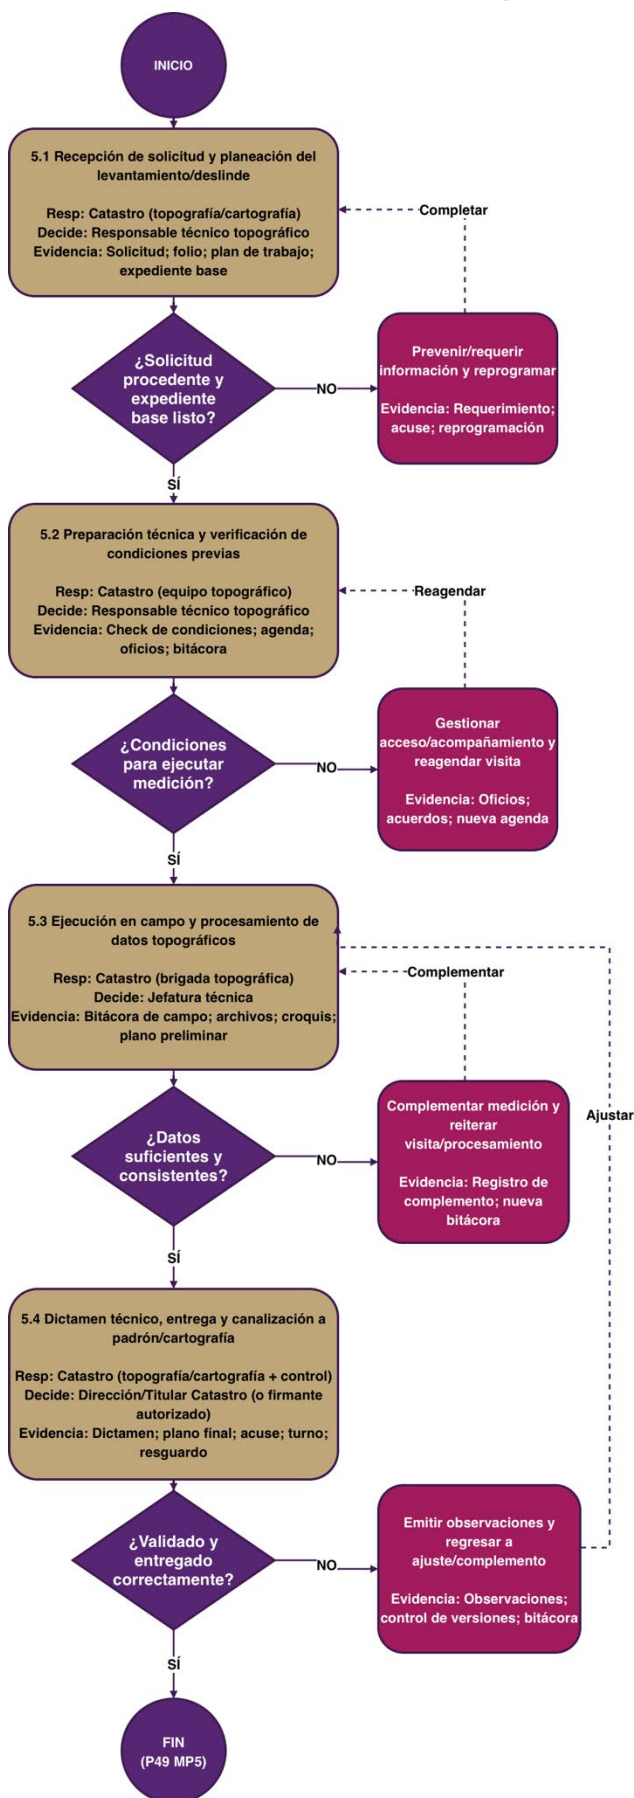 INICIO
5.1 Recepción de solicitud y planeación del
levantamiento/deslinde
Resp: Catastro (topografía/cartografía)
Decide: Responsable técnico topográfico
Evidencia: Solicitud; folio; plan de trabajo;
expediente base
Completar
¿Solicitud
procedente y
expediente
base listo?
NO
Prevenir/requerir
información y reprogramar
Evidencia: Requerimiento;
acuse; reprogramación
SÍ
5.2 Preparación técnica y verificación de
condiciones previas
Resp: Catastro (equipo topográfico)
Decide: Responsable técnico topográfico
Evidencia: Check de condiciones; agenda;
oficios; bitácora
Reagendar
¿Condiciones
para ejecutar
medición?
NO
Gestionar
acceso/acompañamiento y
reagendar visita
Evidencia: Oficios;
acuerdos; nueva agenda
SÍ
5.3 Ejecución en campo y procesamiento de
datos topográficos
Resp: Catastro (brigada topográfica)
Decide: Jefatura técnica
Evidencia: Bitácora de campo; archivos; croquis;
plano preliminar
Complementar
¿Datos
suficientes y
consistentes?
NO
Complementar medición y
reiterar
visita/procesamiento
Evidencia: Registro de
complemento; nueva
bitácora
Ajustar
SÍ
5.4 Dictamen técnico, entrega y canalización a
padrón/cartografía
Resp: Catastro (topografía/cartografía + control)
Decide: Dirección/Titular Catastro (o firmante
autorizado)
Evidencia: Dictamen; plano final; acuse; turno;
resguardo
¿Validado y
entregado
correctamente?
NO
Emitir observaciones y
regresar a
ajuste/complemento
Evidencia: Observaciones;
control de versiones; bitácora
SÍ
FIN
(P49 MP5)